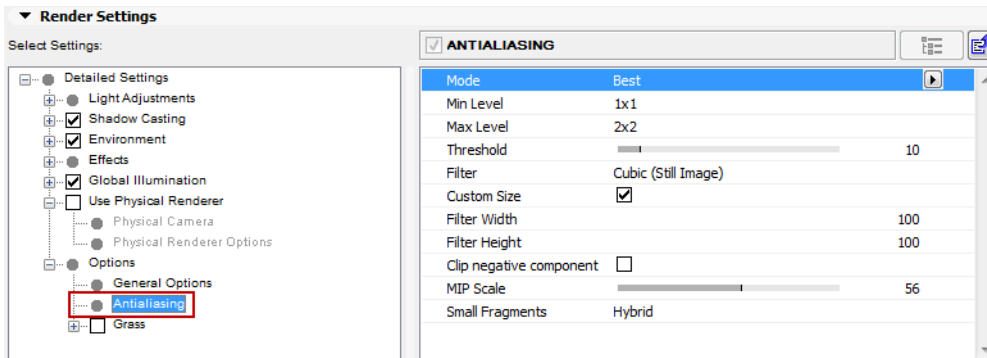 Render Settings
Select Settings:
ANTIALIASING
Detailed Settings
Light Adjustments
Shadow Casting
Environment
Effects
Global Illumination
Use Physical Renderer
Physical Camera
Physical Renderer Options
Options
General Options
Antialiasing
Grass
Mode Best
Min Level 1x1
Max Level 2x2
Threshold 10
Filter Cubic (Still Image)
Custom Size
Filter Width 100
Filter Height 100
Clip negative component
MIP Scale 56
Small Fragments Hybrid